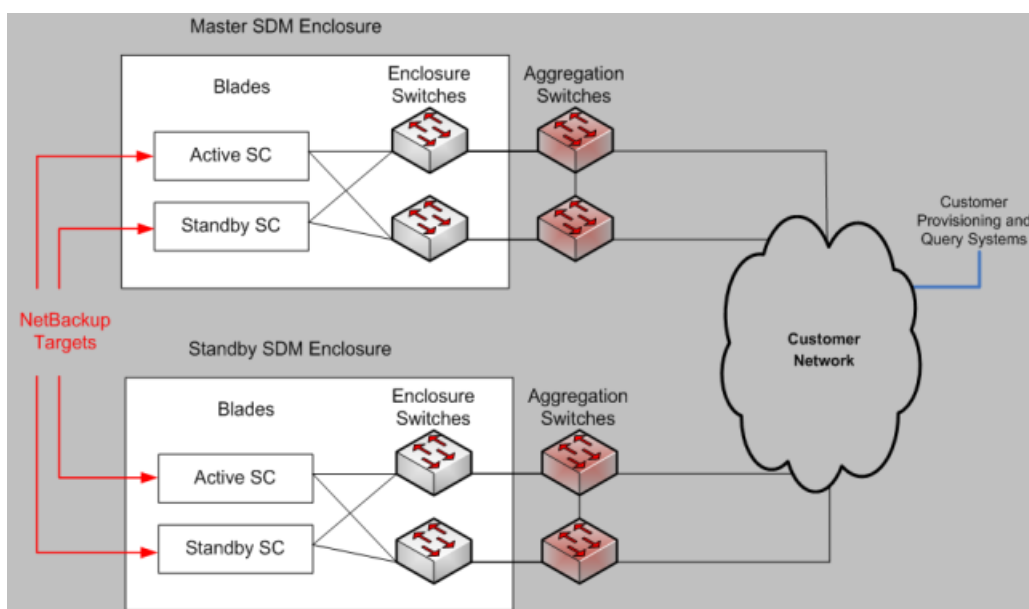 Master SDM Enclosure
Blades
Enclosure
Switches
Aggregation
Switches
Active SC
Standby SC
Customer
Provisioning and
Query Systems
NetBackup
Targets
Customer
Network
Standby SDM Enclosure
Blades
Enclosure
Switches
Aggregation
Switches
Active SC
Standby SC